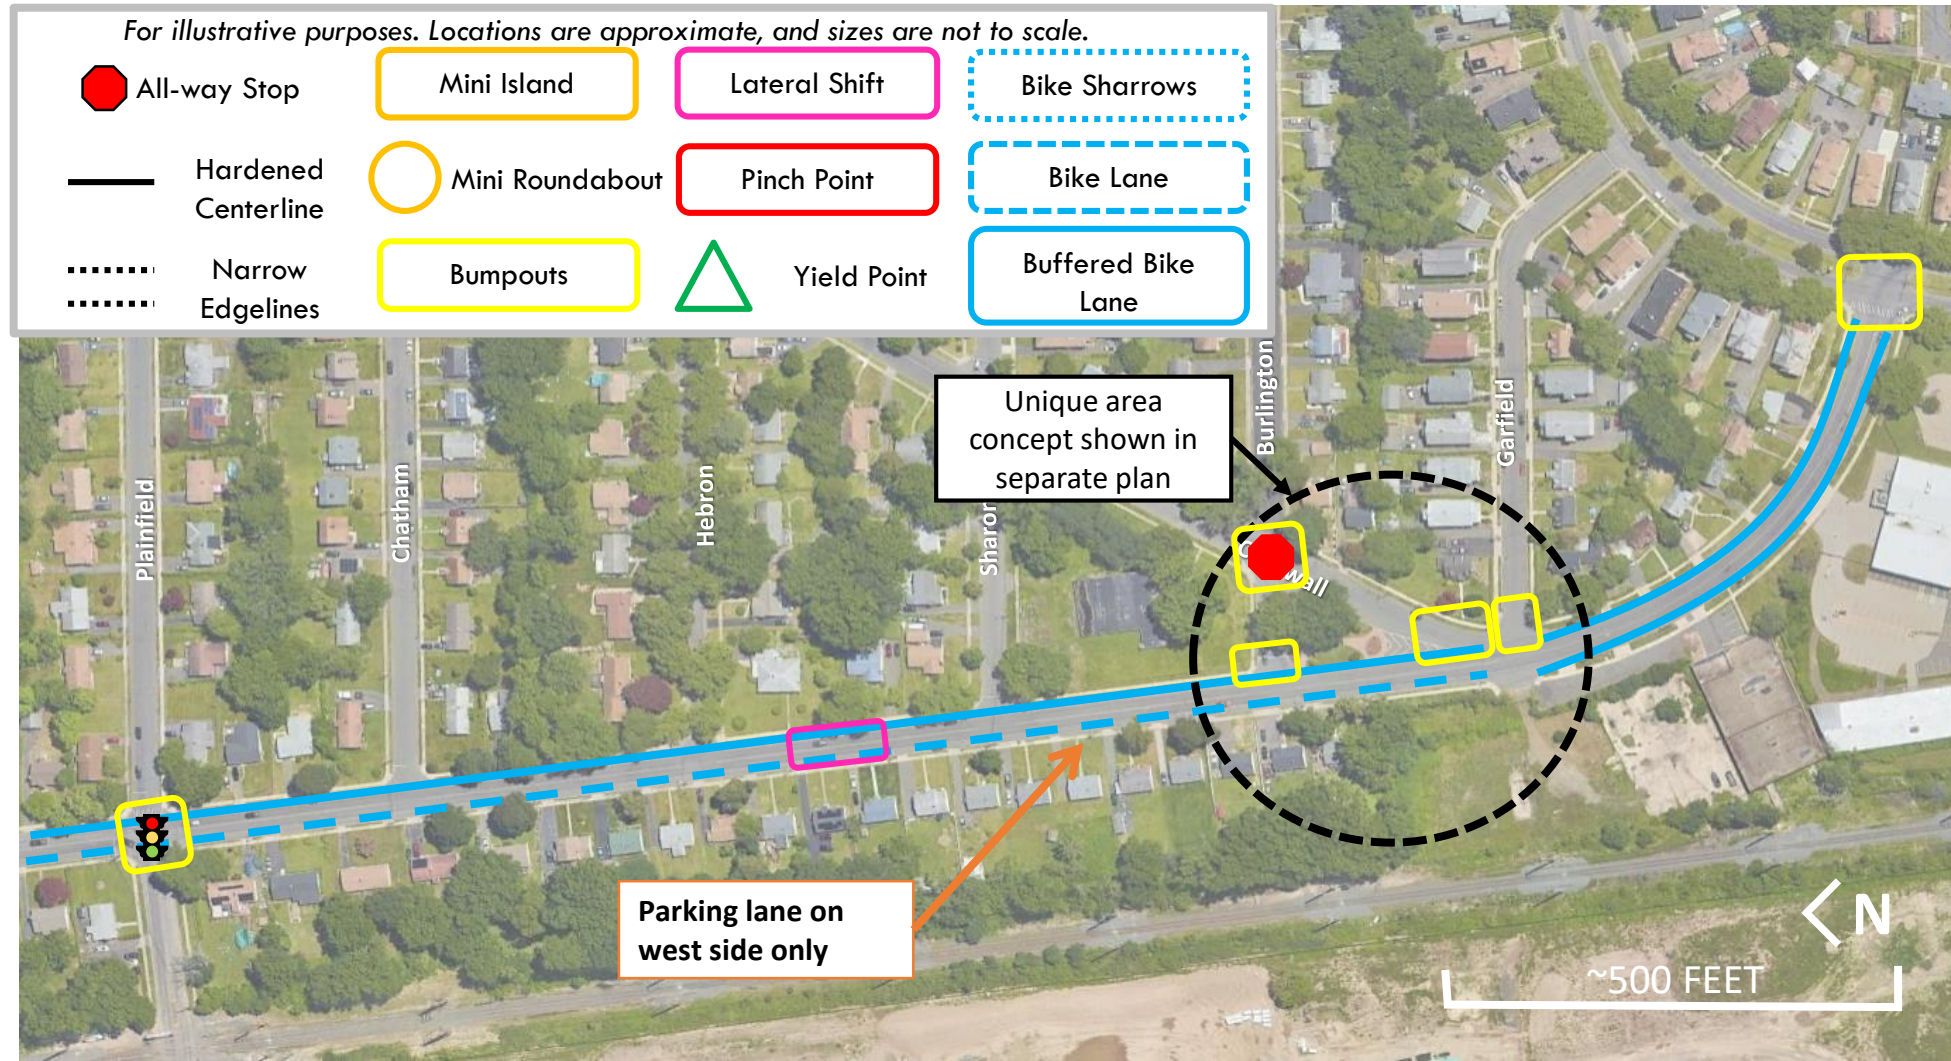 For illustrative purposes. Locations are approximate, and sizes are not to scale.
All-way Stop
Mini Island
Lateral Shift
Bike Sharrows
Hardened
Centerline
Mini Roundabout
Pinch Point
Bike Lane
Narrow
Edgelines
Bumpouts
Yield Point
Buffered Bike
Lane
Unique area
concept shown in
separate plan
Burlington
Garfield
Plainfield
Chatham
Hebron
Sharon
Parking lane on
west side only
N
~500 FEET